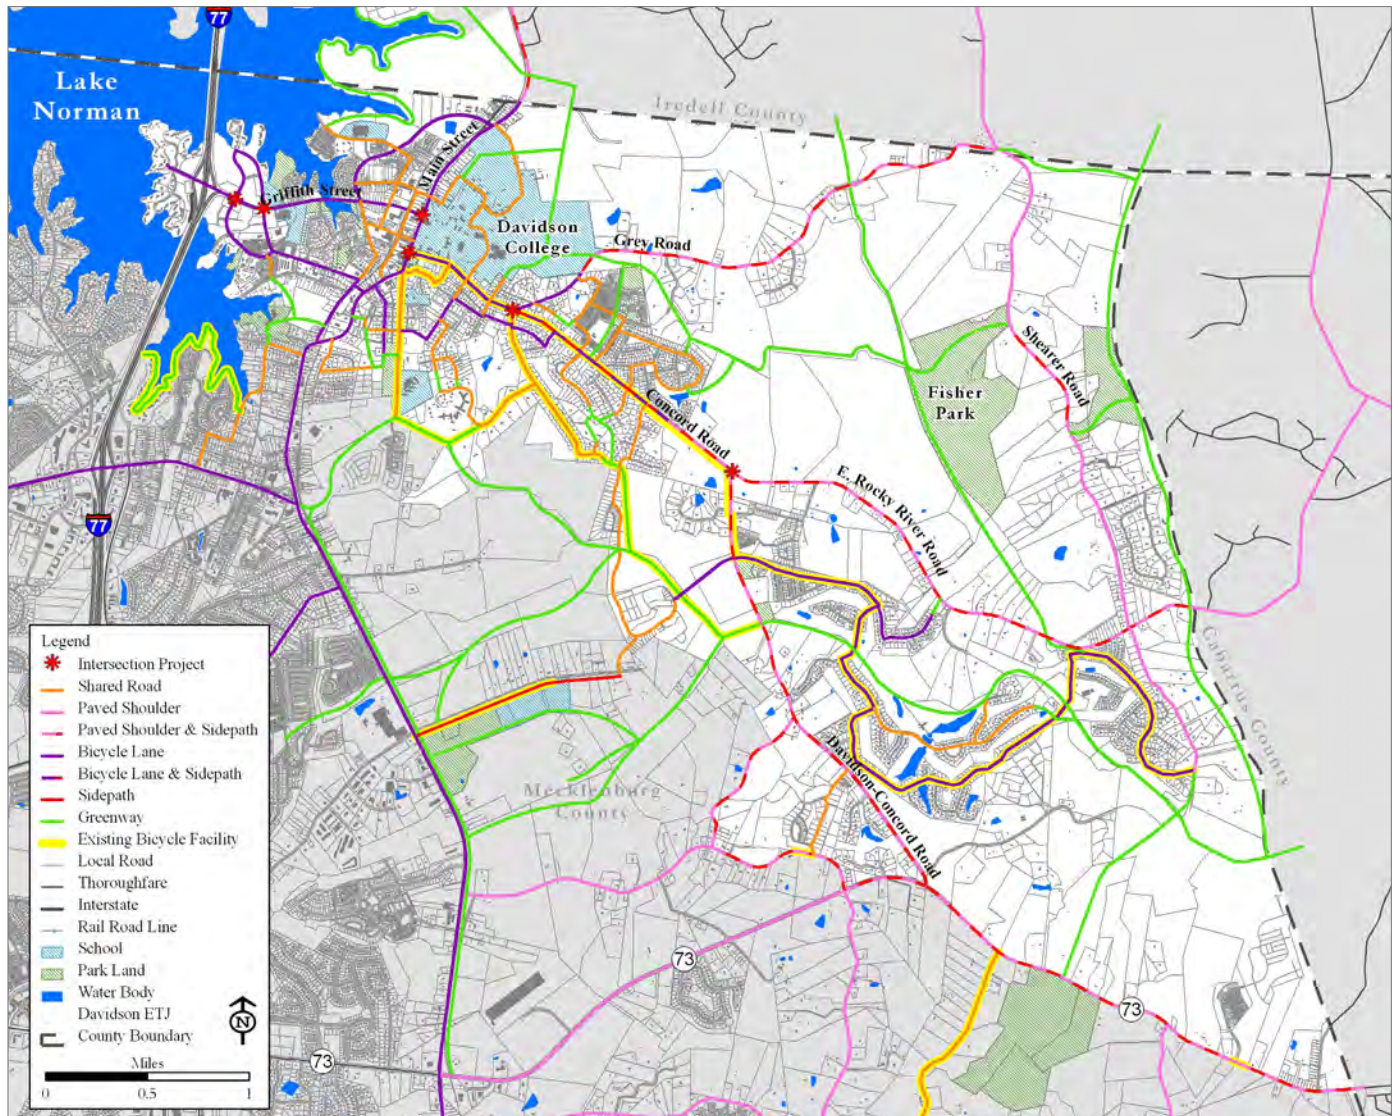 77
Lake
Norman
Iredell County
Main Street
Griffith Street
Davidson
College
Grey Road
Shearer Road
Fisher
Park
Concord Road
E. Rocky River Road
77
Cabarrus County
Davidson-Concord Road
Mecklenburg
County
73
73
73
Legend
Intersection Project
Shared Road
Paved Shoulder
Paved Shoulder & Sidepath
Bicycle Lane
Bicycle Lane & Sidepath
Sidepath
Greenway
Existing Bicycle Facility
Local Road
Thoroughfare
Interstate
Rail Road Line
School
Park Land
Water Body
Davidson ETJ
County Boundary
N
Miles
0 0.5 1